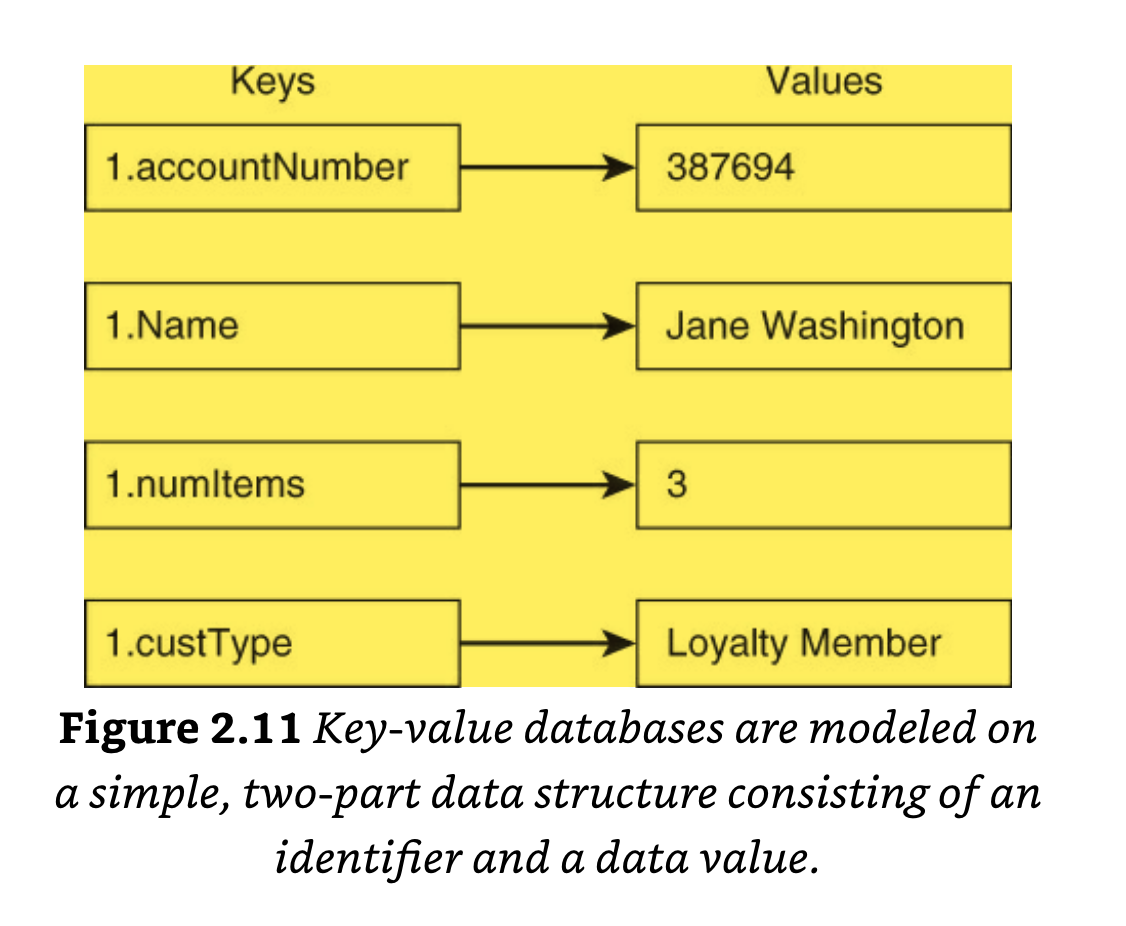 Keys Values
1.accountNumber 387694
1.Name Jane Washington
1.numItems 3
1.custType Loyalty Member
Figure 2.11 Key-value databases are modeled on
a simple, two-part data structure consisting of an
identifier and a data value.